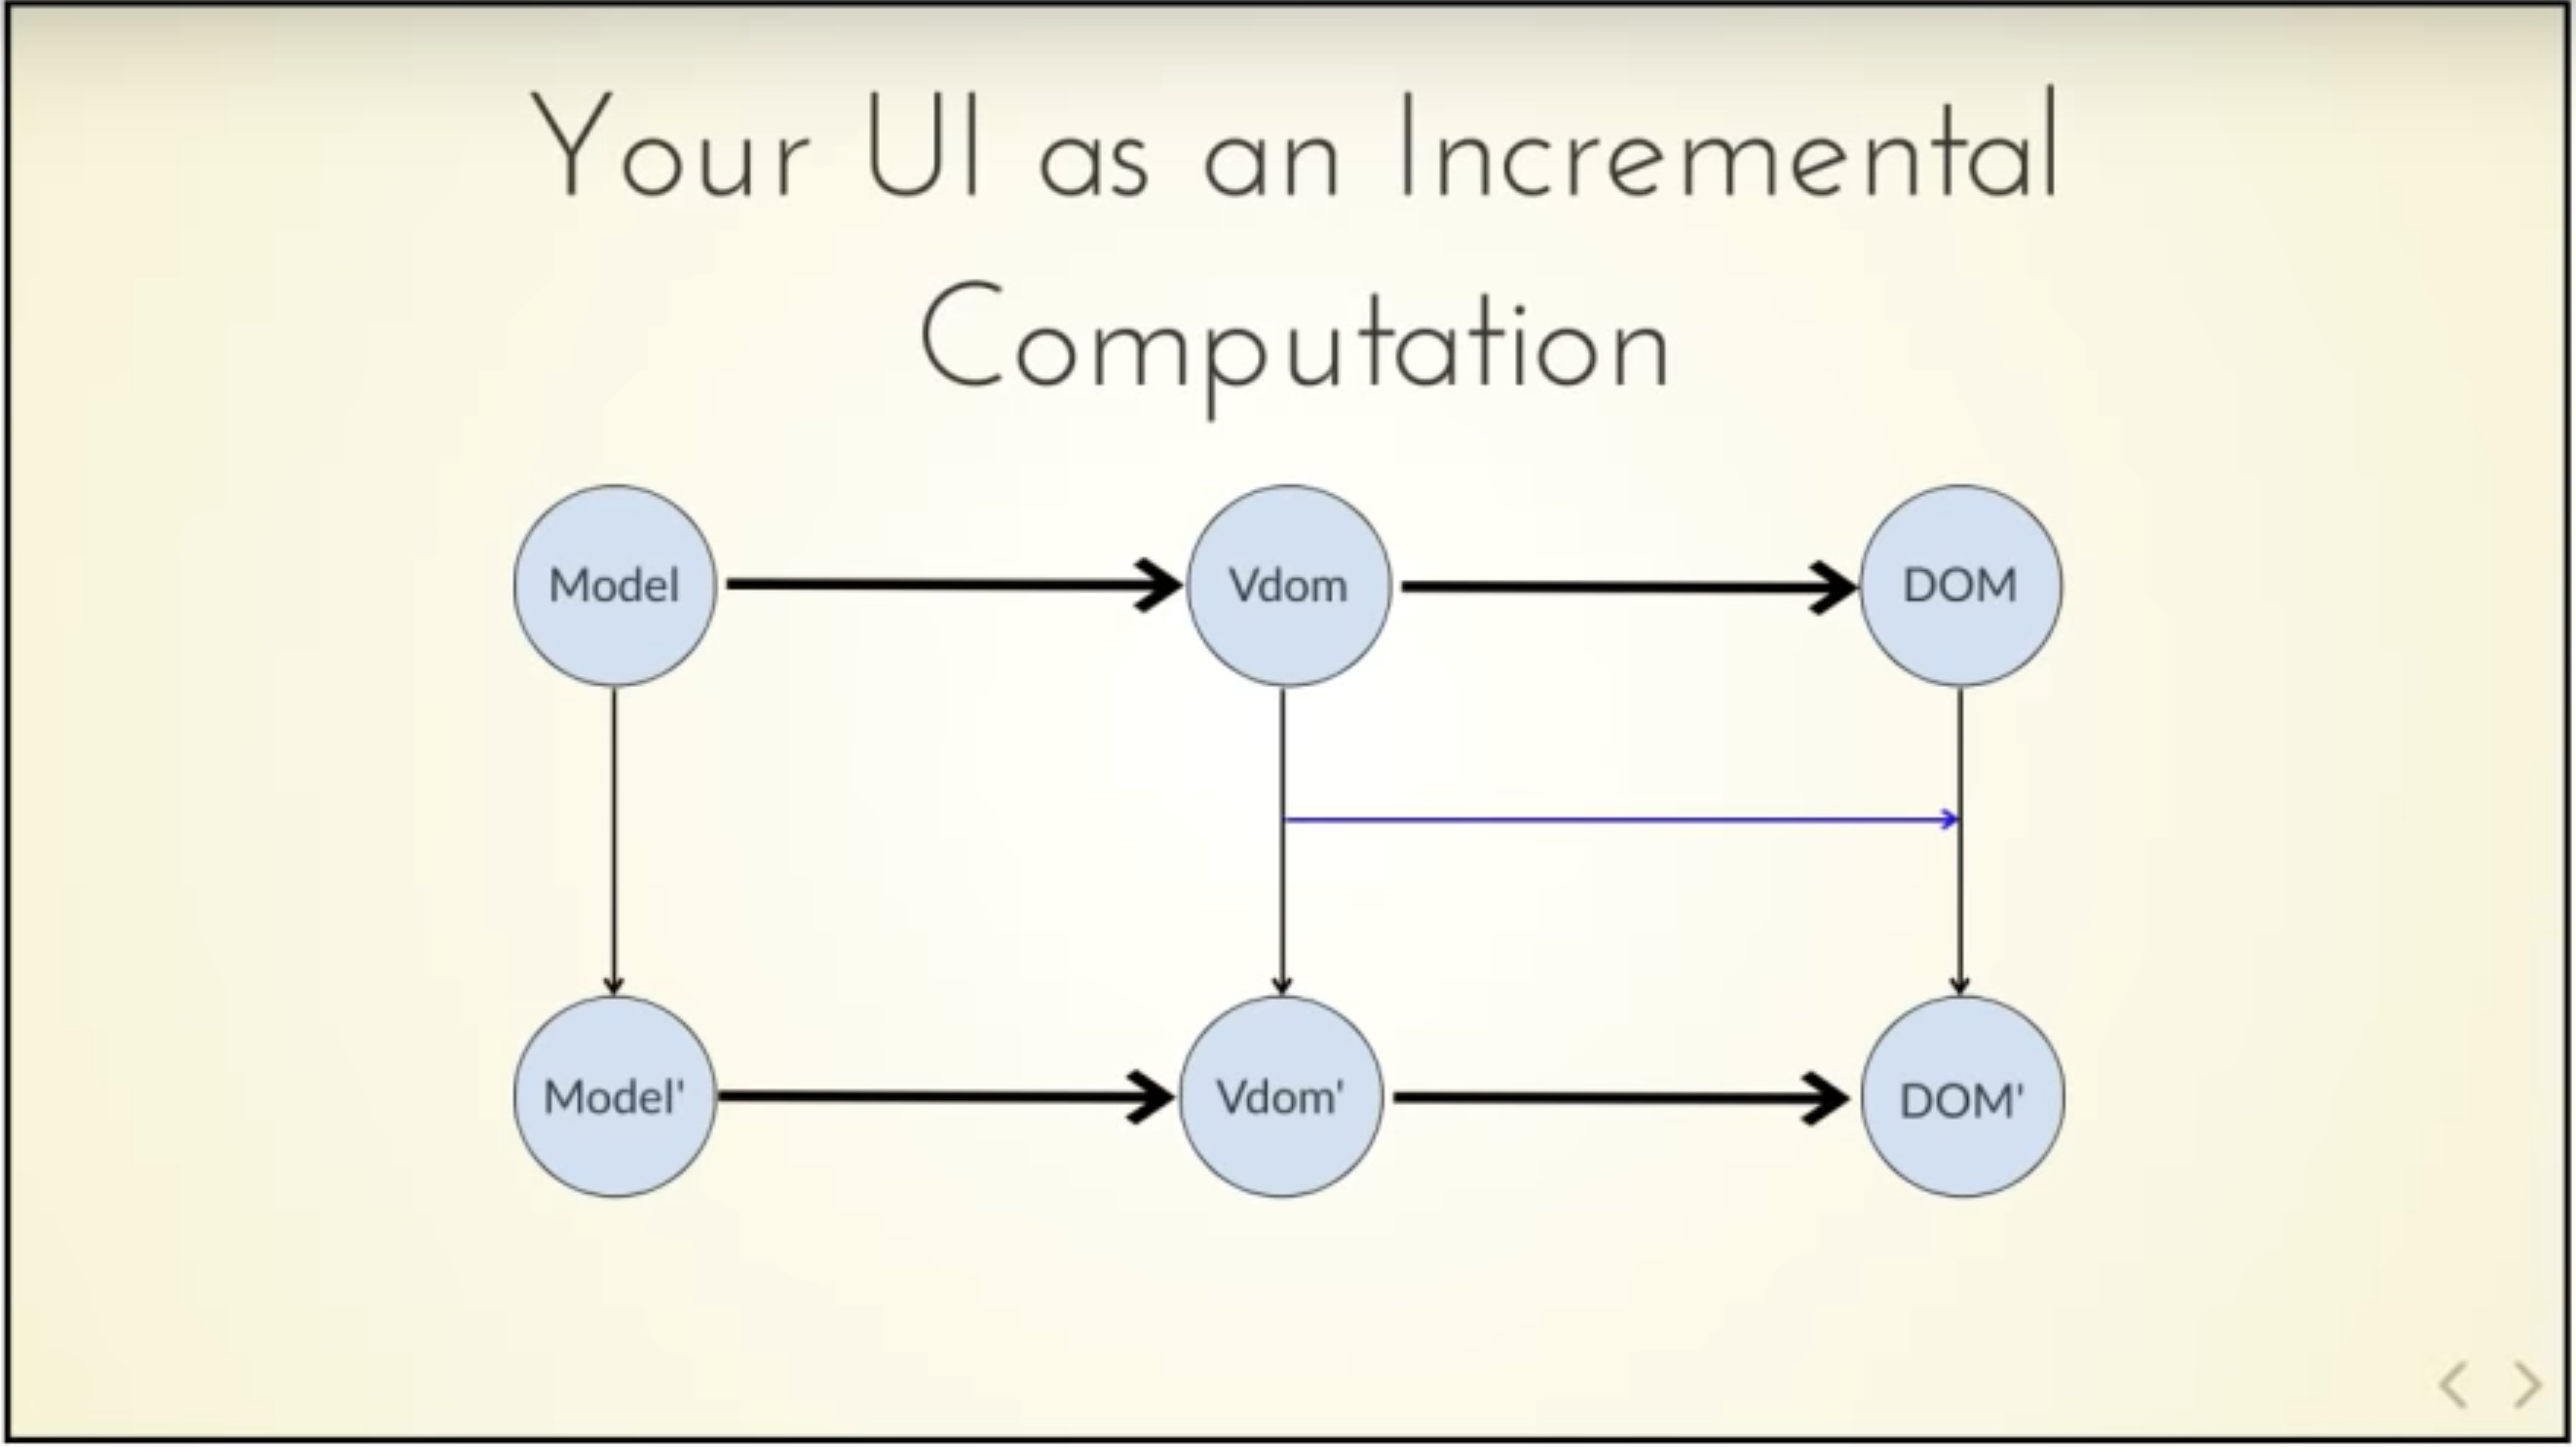 Your UI as an Incremental
Computation
Model
Vdom
DOM
Model'
Vdom'
DOM'